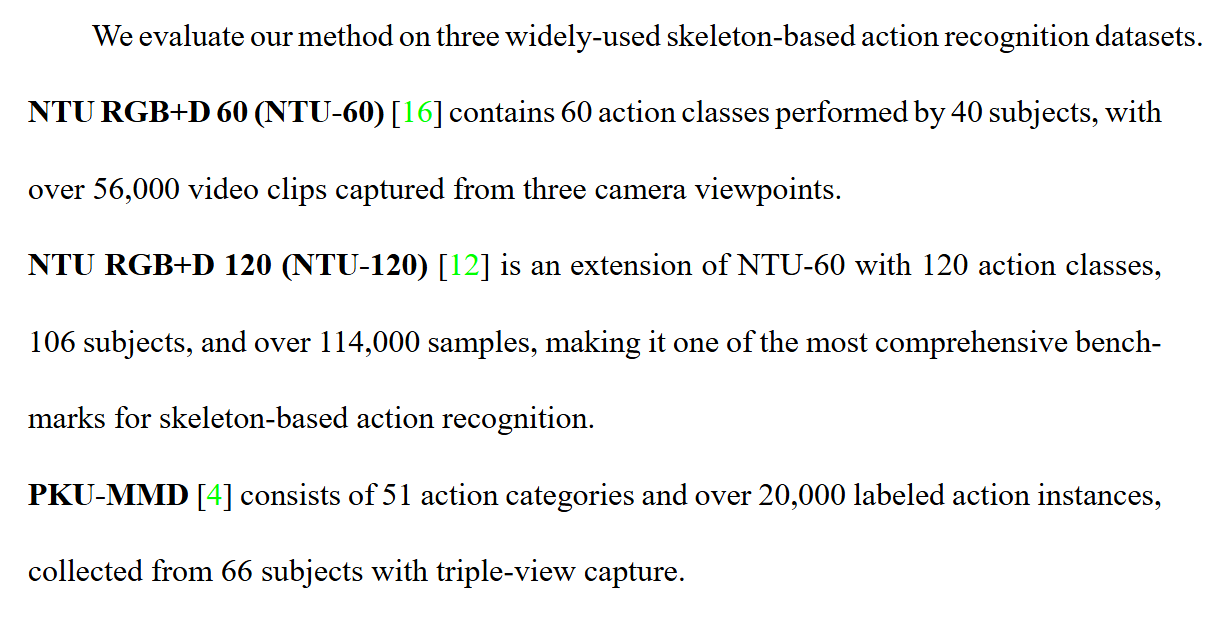 We evaluate our method on three widely-used skeleton-based action recognition datasets.
NTU RGB+D 60 (NTU-60) [16] contains 60 action classes performed by 40 subjects, with
over 56,000 video clips captured from three camera viewpoints.
NTU RGB+D 120 (NTU-120) [12] is an extension of NTU-60 with 120 action classes,
106 subjects, and over 114,000 samples, making it one of the most comprehensive bench-
marks for skeleton-based action recognition.
PKU-MMD [4] consists of 51 action categories and over 20,000 labeled action instances,
collected from 66 subjects with triple-view capture.